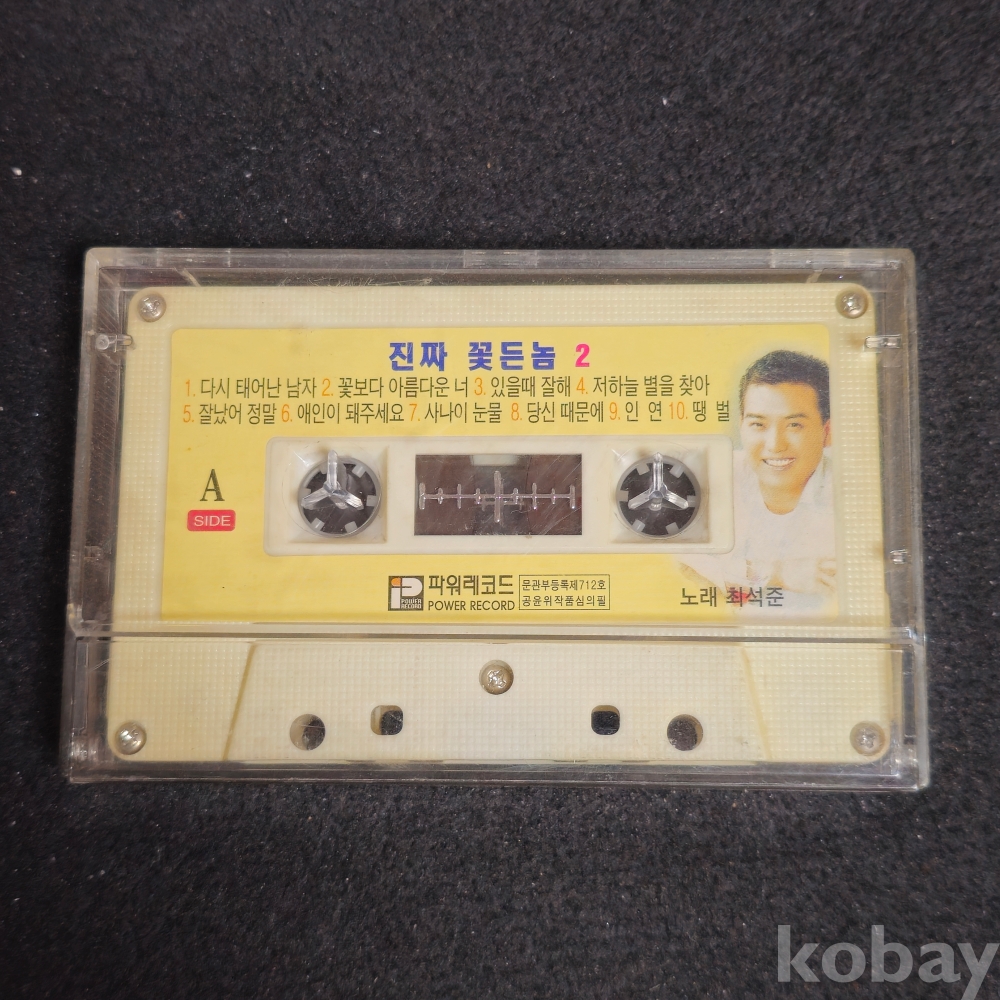 진짜 꽃든놈 2
1. 다시 태어난 남자 2. 꽃보다 아름다운 너 3. 있을때 잘해 4. 저하늘 별을 찾아
5. 잘났어 정말 6. 애인이 돼주세요 7. 사나이 눈물 8. 당신 때문에 9. 인 연 10. 땡 벌
A
SIDE
POWER RECORD
파워레코드
POWER RECORD
문관부등록제712호
공윤위작품심의필
노래 최석준
kobay